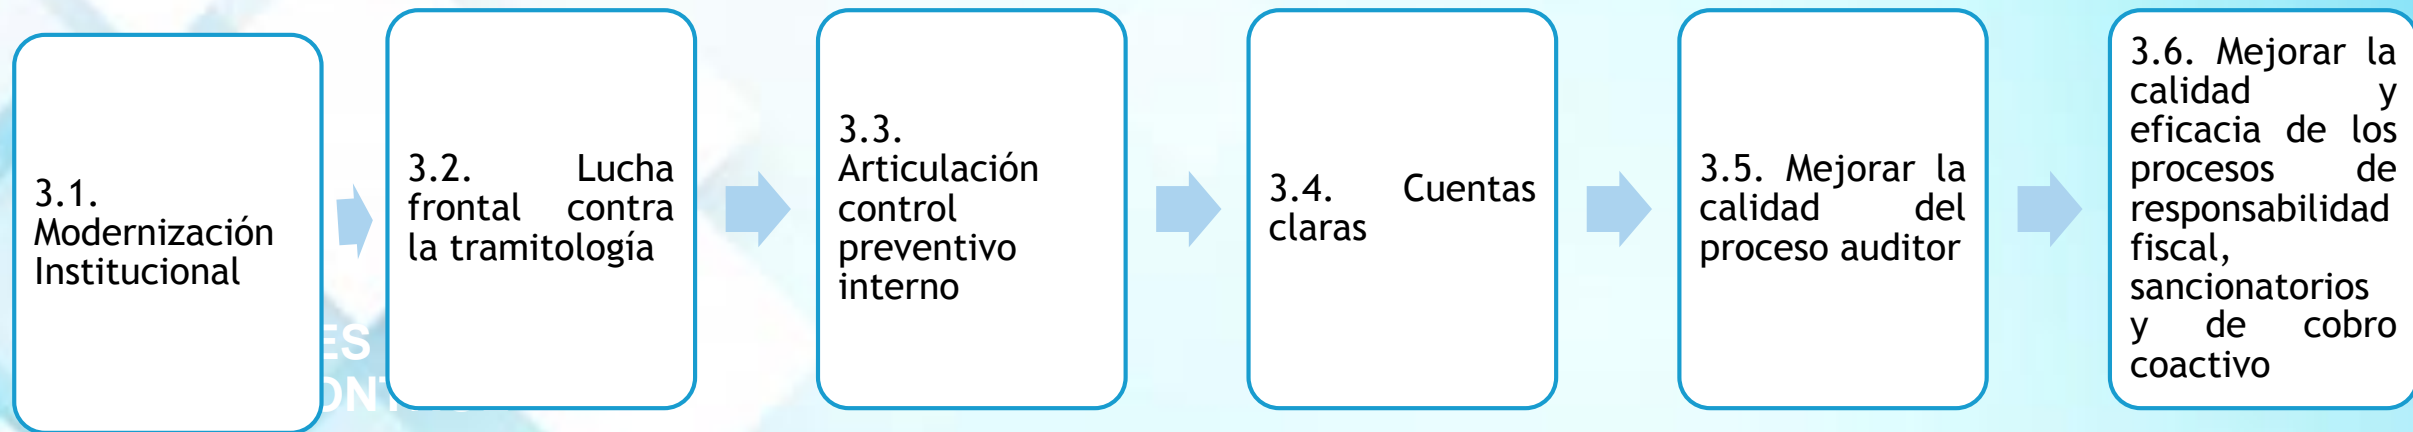 3.1.
Modernización
Institucional
3.2. Lucha
frontal contra
la tramitología
3.3.
Articulación
control
preventivo
interno
3.4. Cuentas
claras
3.5. Mejorar la
calidad del
proceso auditor
3.6. Mejorar la
calidad y
eficacia de los
procesos de
responsabilidad
fiscal,
sancionatorios
y de cobro
coactivo